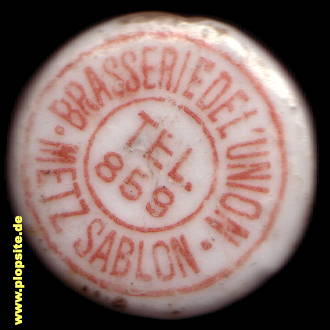 BRASSERIE DE L'UNION
• METZ SABLON •
TEL.
859
www.plopsite.de